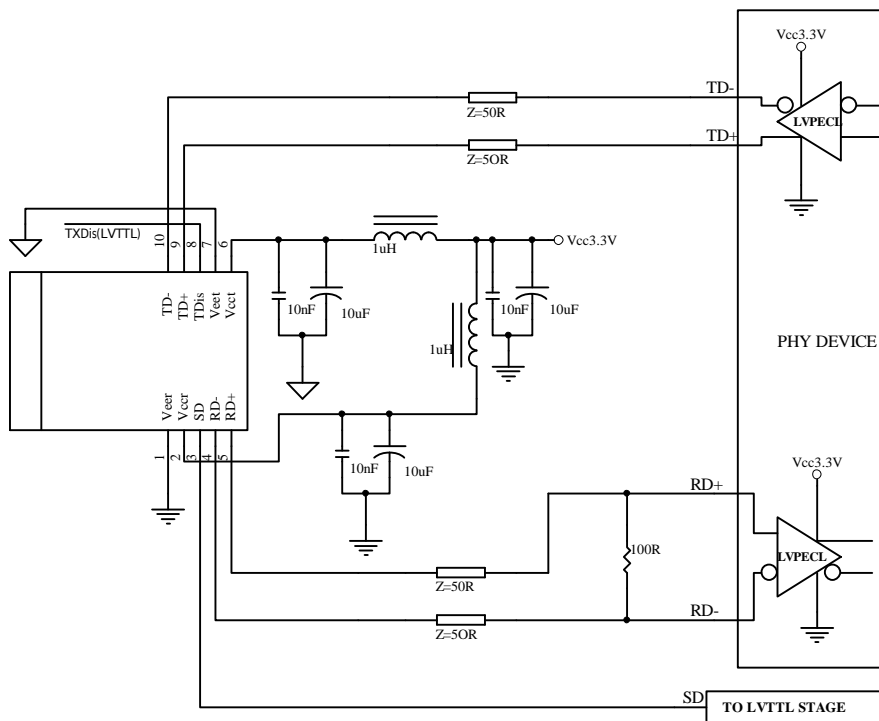 Vcc3.3V
TD-
LVPECL
Z=50R
TD+
Z=5OR
TXDis(LVTTL)
10
9
8
7
6
1uH
Vcc3.3V
TD-
TD+
TDis
Veet
Vcct
10nF
10uF
10nF
10uF
1uH
PHY DEVICE
Veer
Vccr
SD
RD-
RD+
1
2
3
4
5
10nF
10uF
Vcc3.3V
RD+
100R
LVPECL
Z=50R
RD-
Z=5OR
SD
TO LVTTL STAGE